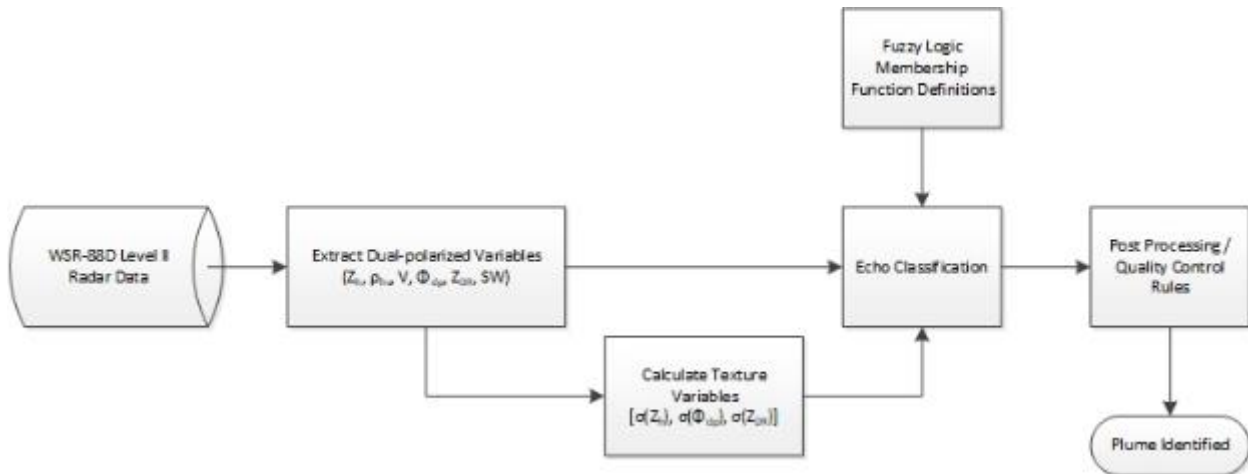 Fuzzy Logic
Membership
Function Definitions
WSR-88D Level II
Radar Data
Extract Dual-polarized Variables
(Zₕ, ρₕᵥ, V, Φdp, ZDR, SW)
Echo Classification
Post Processing /
Quality Control
Rules
Calculate Texture
Variables
[σ(Zₕ), σ(Φdp), σ(ZDR)]
Plume Identified